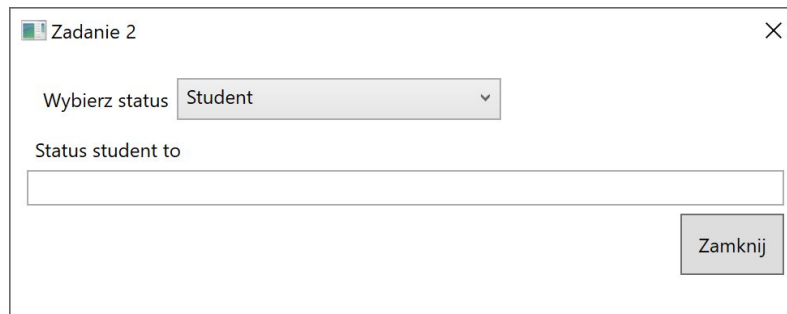 Zadanie 2
Wybierz status Student
Status student to
Zamknij